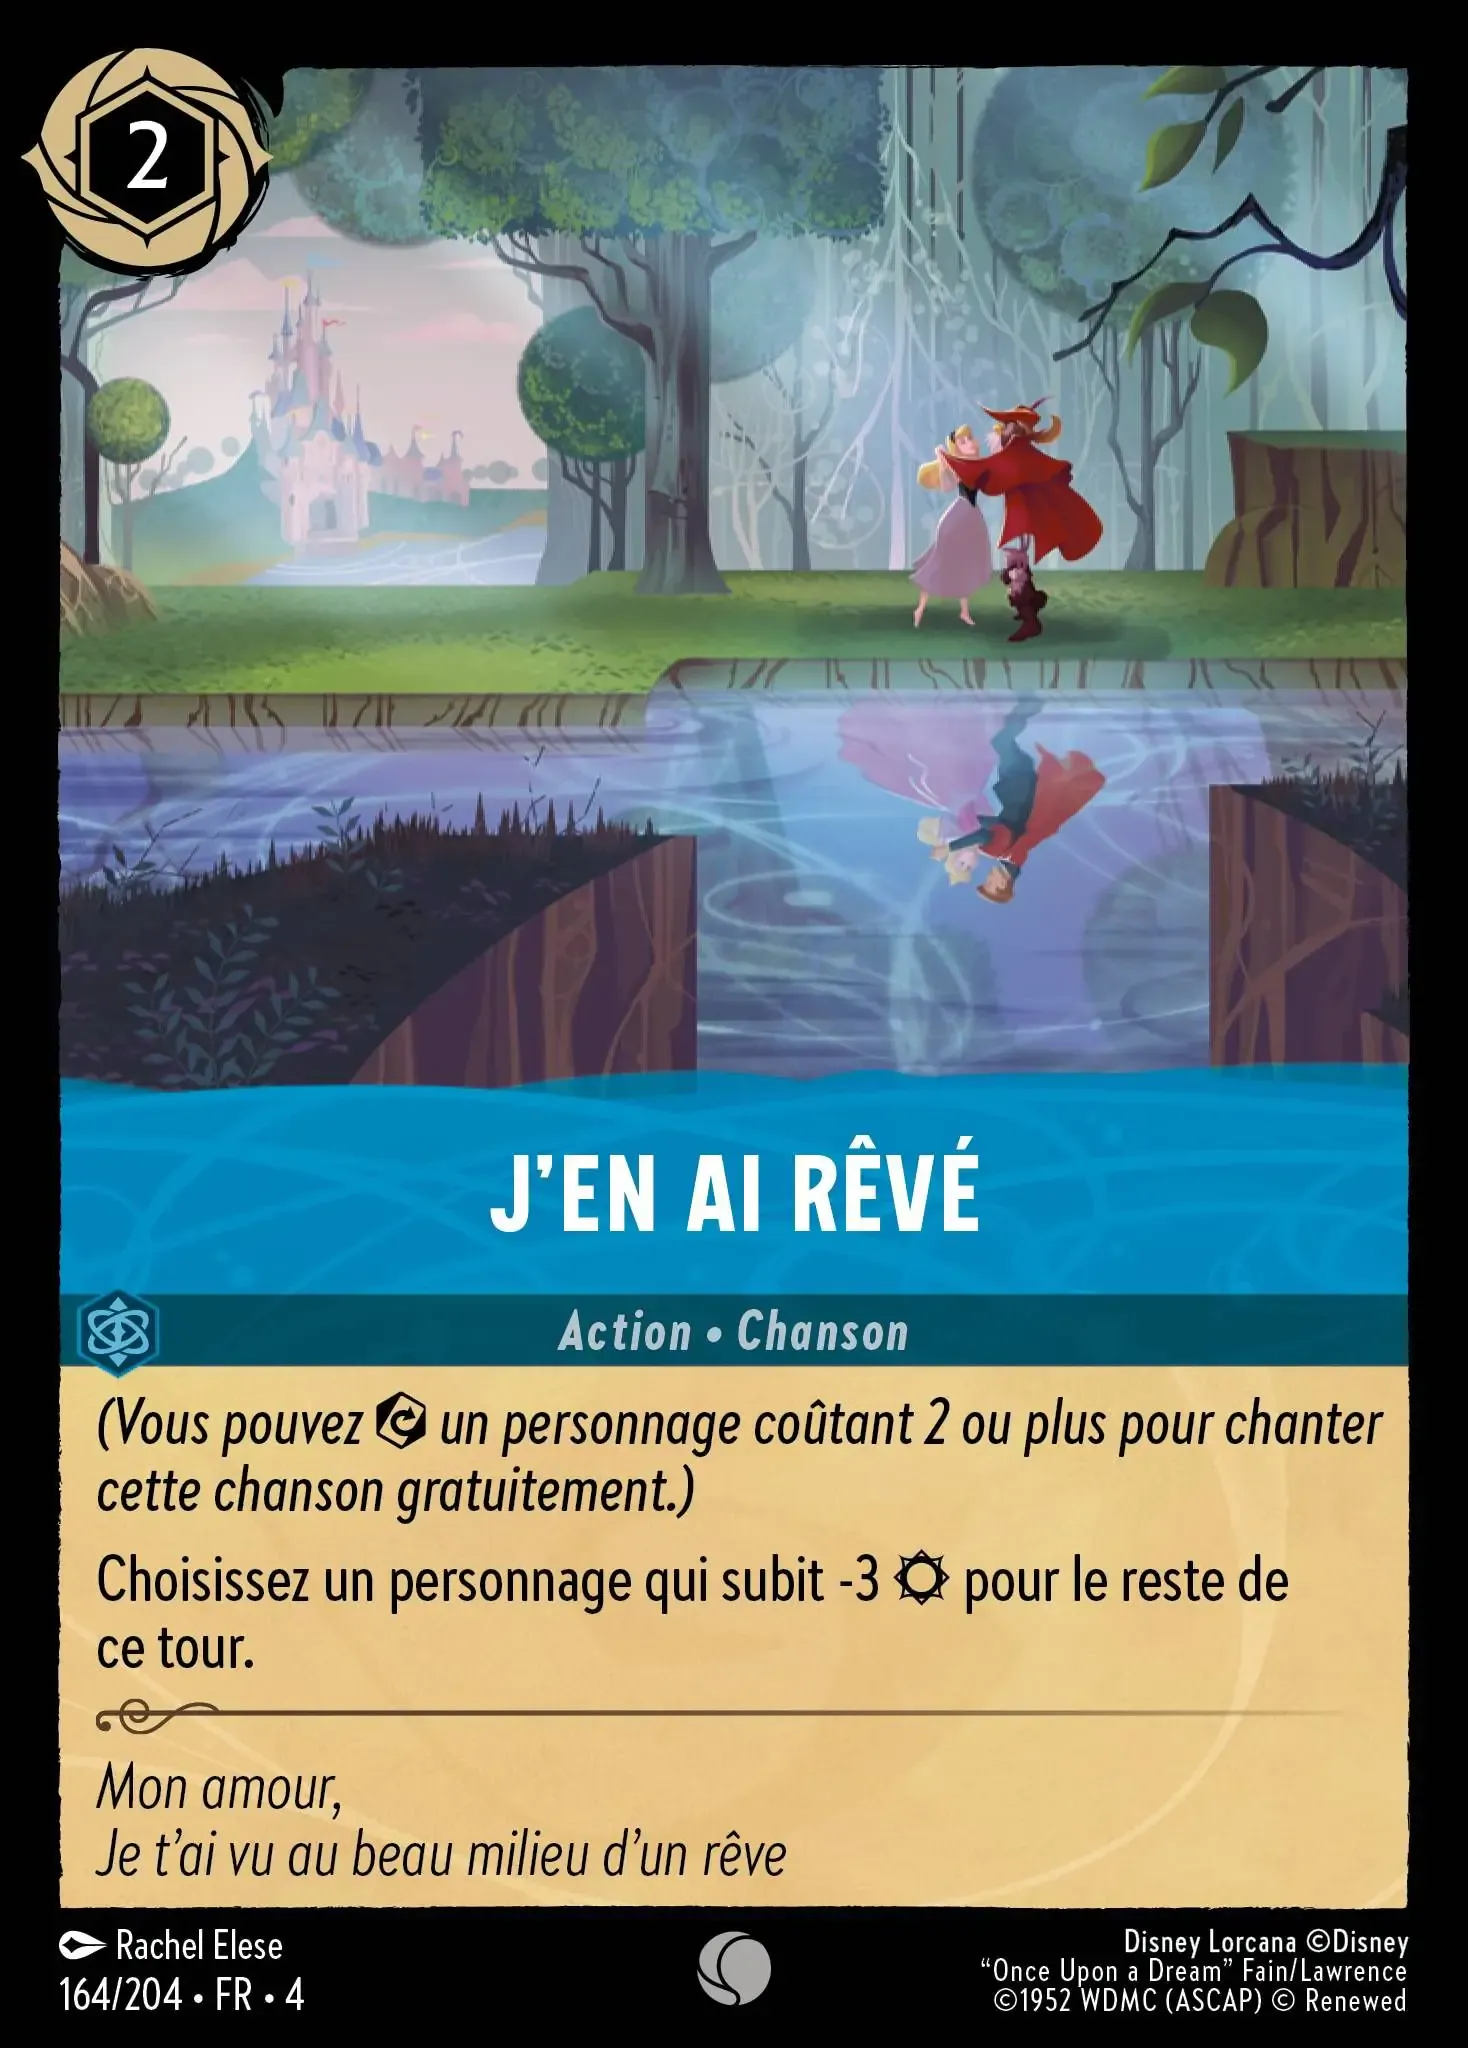 2
J’EN AI RÊVÉ
Action • Chanson
(Vous pouvez un personnage coûtant 2 ou plus pour chanter
cette chanson gratuitement.)
Choisissez un personnage qui subit -3 pour le reste de
ce tour.
Mon amour,
Je t’ai vu au beau milieu d’un rêve
Rachel Elese
164/204 • FR • 4
Disney Lorcana ©Disney
“Once Upon a Dream” Fain/Lawrence
©1952 WDMC (ASCAP) © Renewed